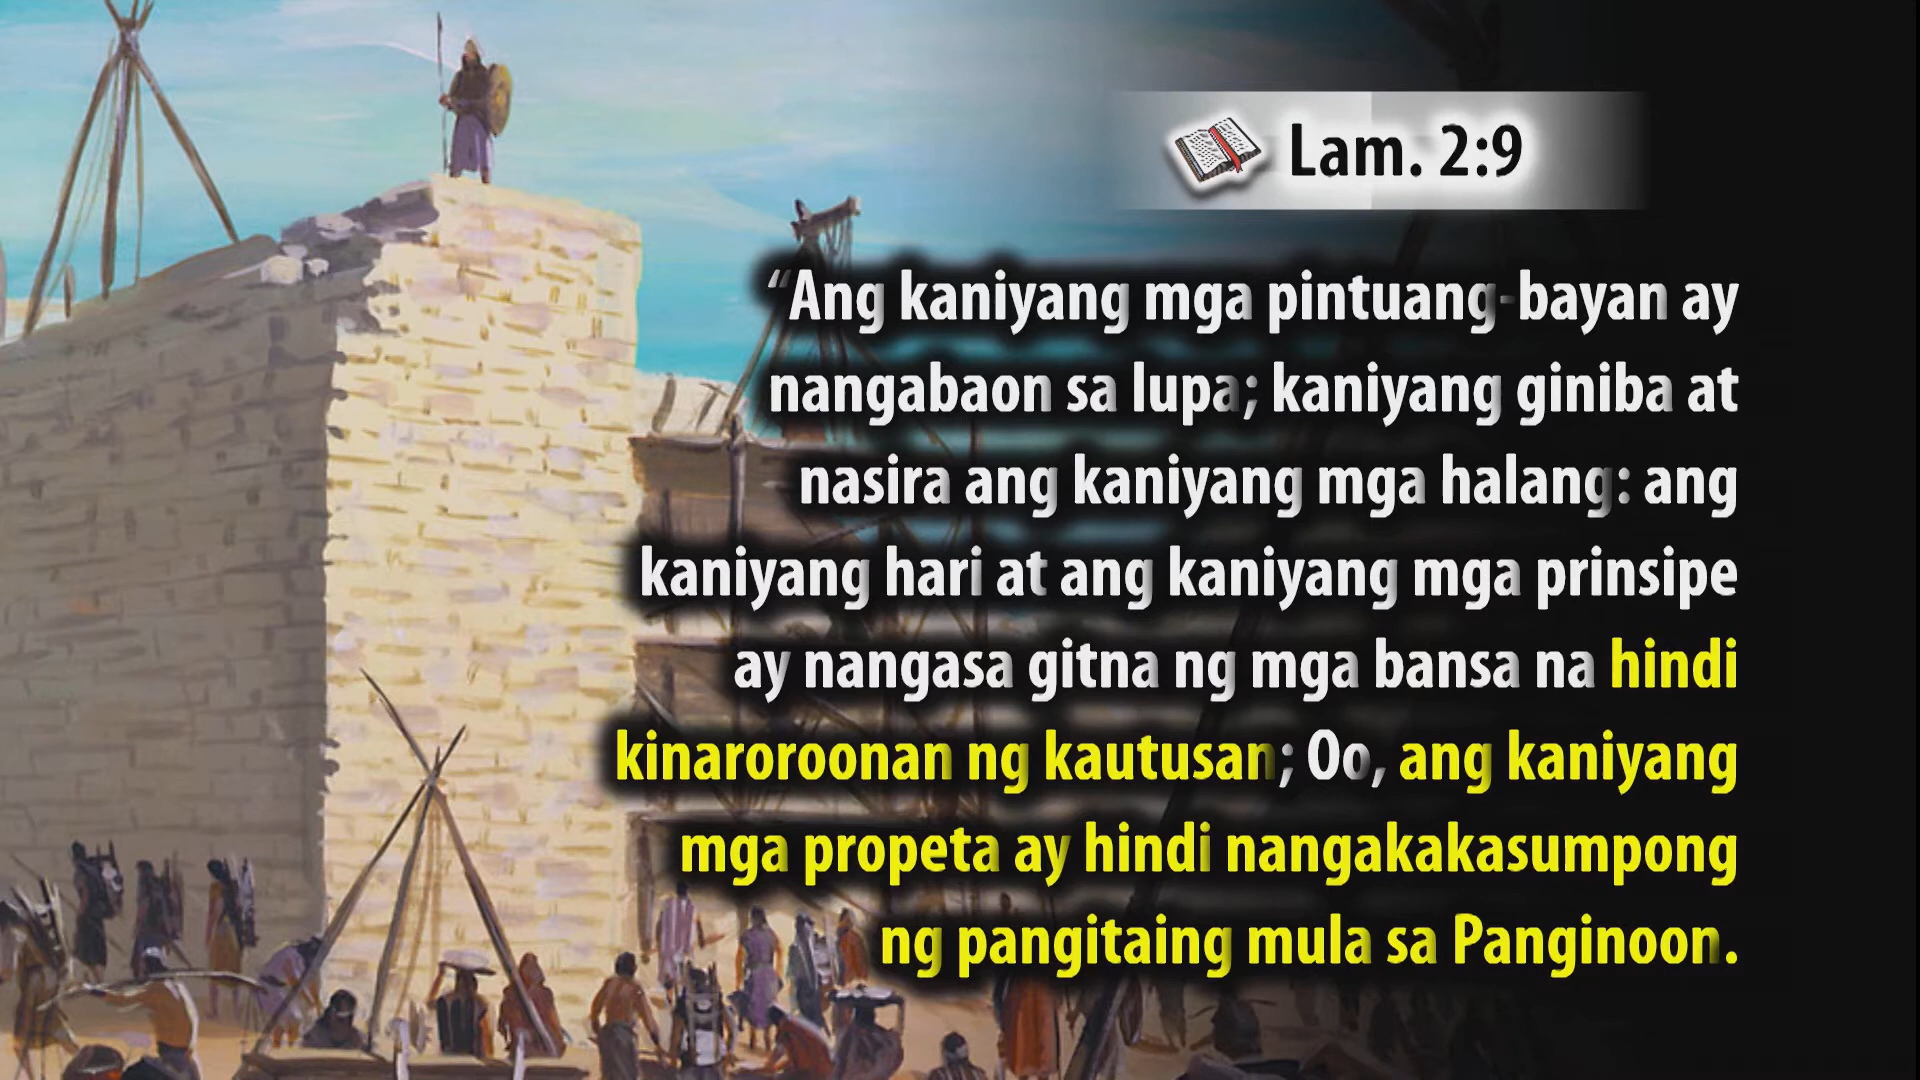 Lam. 2:9
“Ang kaniyang mga pintuang-bayan ay
nangabaon sa lupa; kaniyang giniba at
nasira ang kaniyang mga halang: ang
kaniyang hari at ang kaniyang mga prinsipe
ay nangasa gitna ng mga bansa na hindi
kinaroroonan ng kautusan; Oo, ang kaniyang
mga propeta ay hindi nangakakasumpong
ng pangitaing mula sa Panginoon.